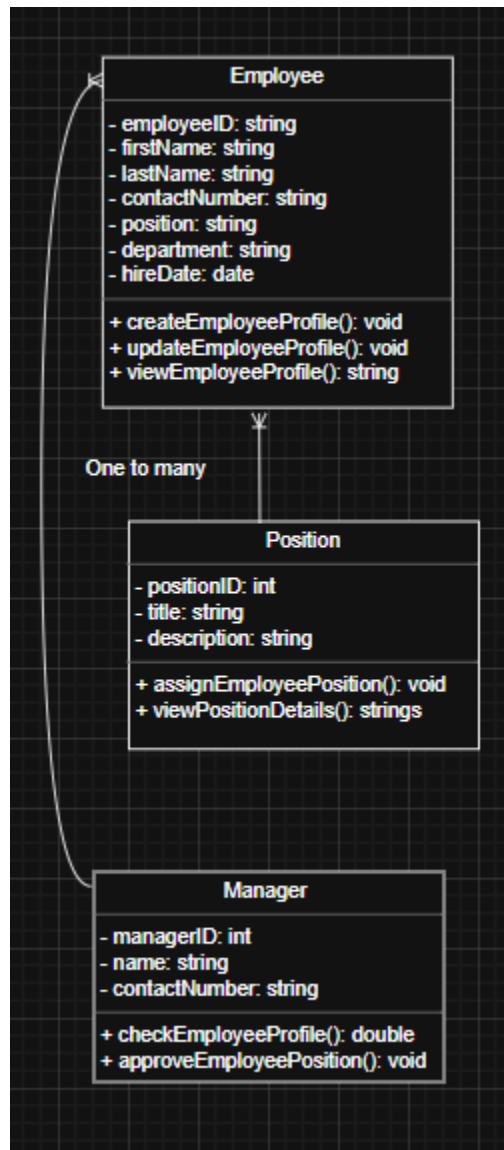 Employee
- employeeID: string
- firstName: string
- lastName: string
- contactNumber: string
- position: string
- department: string
- hireDate: date
+ createEmployeeProfile(): void
+ updateEmployeeProfile(): void
+ viewEmployeeProfile(): string
One to many
Position
- positionID: int
- title: string
- description: string
+ assignEmployeePosition(): void
+ viewPositionDetails(): strings
Manager
- managerID: int
- name: string
- contactNumber: string
+ checkEmployeeProfile(): double
+ approveEmployeePosition(): void